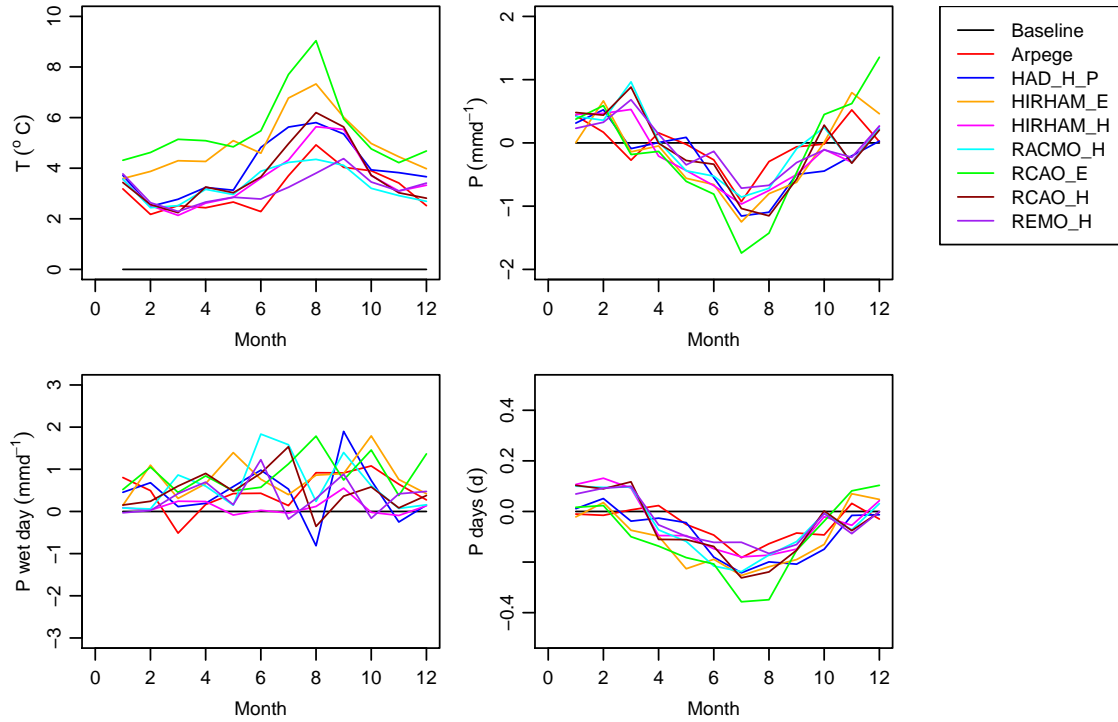 10
8
6
4
2
0
T (° C)
0 2 4 6 8 10 12
Month
2
1
0
−1
−2
P (mmd⁻¹)
0 2 4 6 8 10 12
Month
Baseline
Arpege
HAD_H_P
HIRHAM_E
HIRHAM_H
RACMO_H
RCAO_E
RCAO_H
REMO_H
3
2
1
0
−1
−3
P wet day (mmd⁻¹)
0 2 4 6 8 10 12
Month
0.4
0.2
0.0
−0.4
P days (d)
0 2 4 6 8 10 12
Month